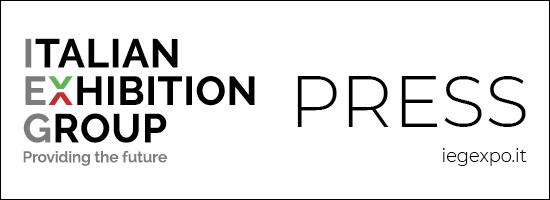 ITALIAN
EXHIBITION
GROUP
Providing the future
PRESS
iegexpo.it